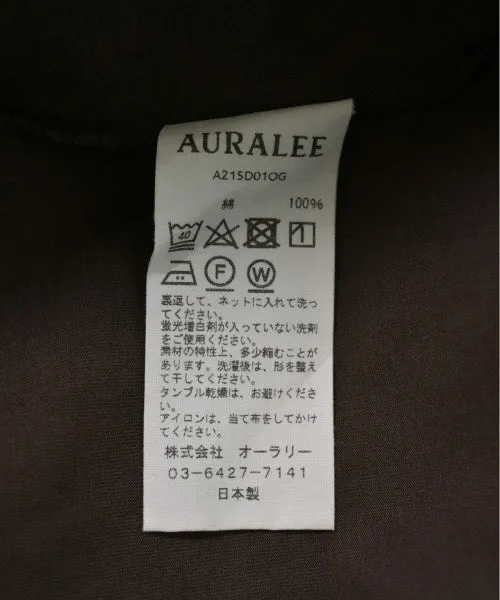 AURALEE
A21SD01OG
綿 100%
40
F W
裏返して、ネットに入れて洗っ
てください。
蛍光増白剤が入っていない洗剤
をご使用ください。
素材の特性上、多少縮むことが
あります。洗濯後は、形を整え
て干してください。
タンブル乾燥は、お避けくださ
い。
アイロンは、当て布をしてかけ
てください。
株式会社 オーラリー
03-6427-7141
日本製